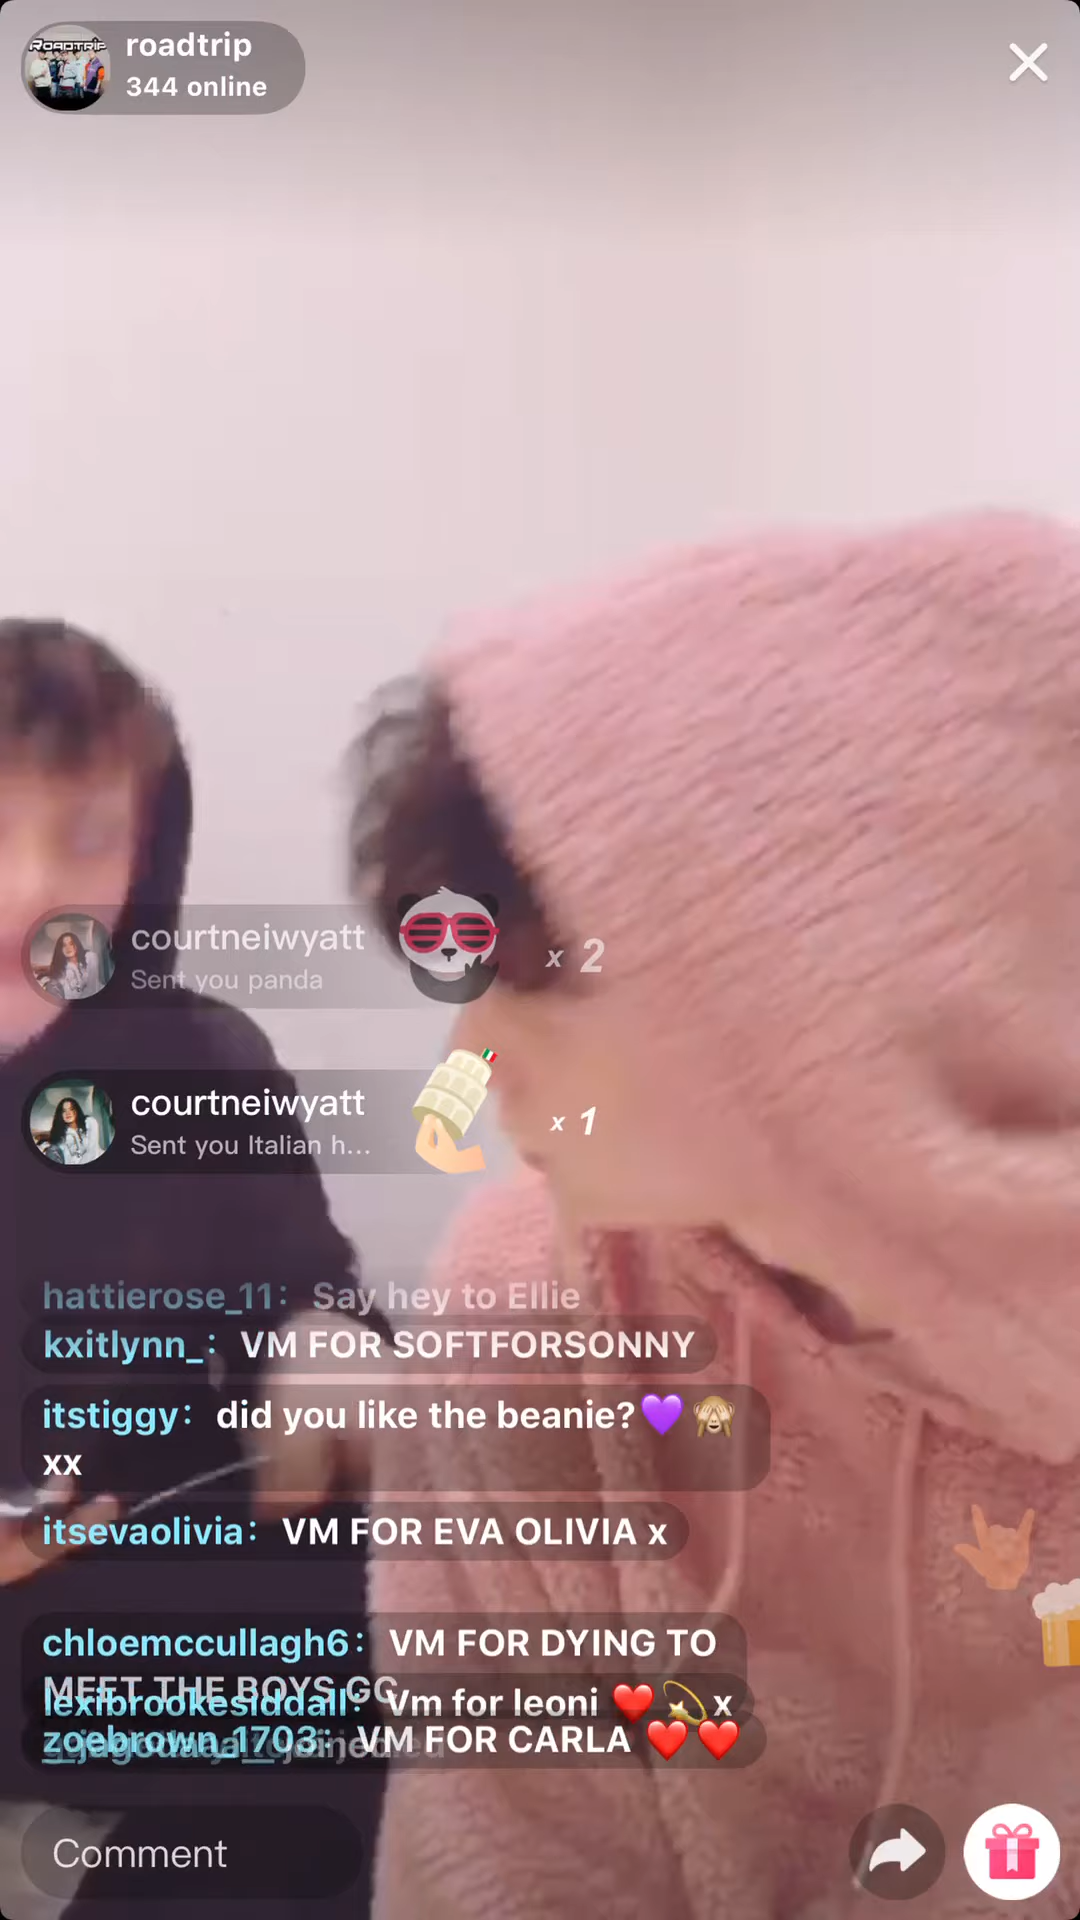 ROADTRIP
roadtrip
344 online
courtneiwyatt
Sent you panda
x 2
courtneiwyatt
Sent you Italian h...
x 1
hattierose_11: Say hey to Ellie
kxitlynn_: VM FOR SOFTFORSONNY
itstiggy: did you like the beanie?💜🙈
xx
itsevaolivia: VM FOR EVA OLIVIA x
chloemccullagh6: VM FOR DYING TO
MEET THE BOYS GC
lexibrookesiddall: Vm for leoni ❤️💫 x
zoebrown_1703: VM FOR CARLA ❤️❤️
Comment